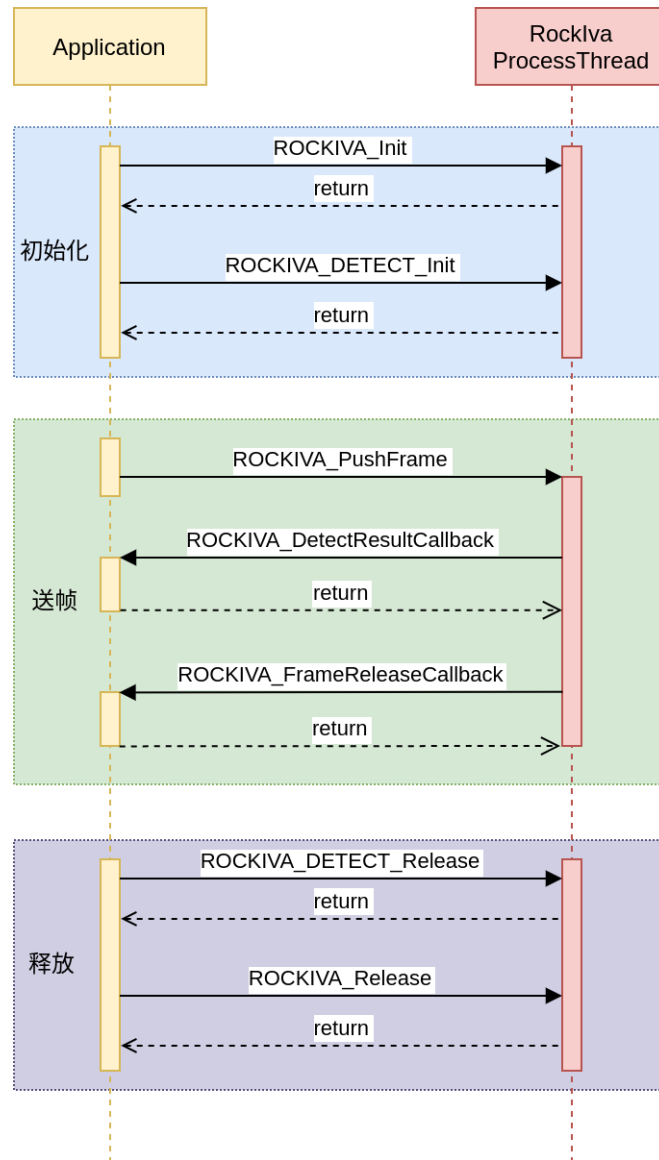 Application
RockIva
ProcessThread
ROCKIVA_Init
return
初始化
ROCKIVA_DETECT_Init
return
ROCKIVA_PushFrame
ROCKIVA_DetectResultCallback
送帧
return
ROCKIVA_FrameReleaseCallback
return
ROCKIVA_DETECT_Release
return
释放
ROCKIVA_Release
return